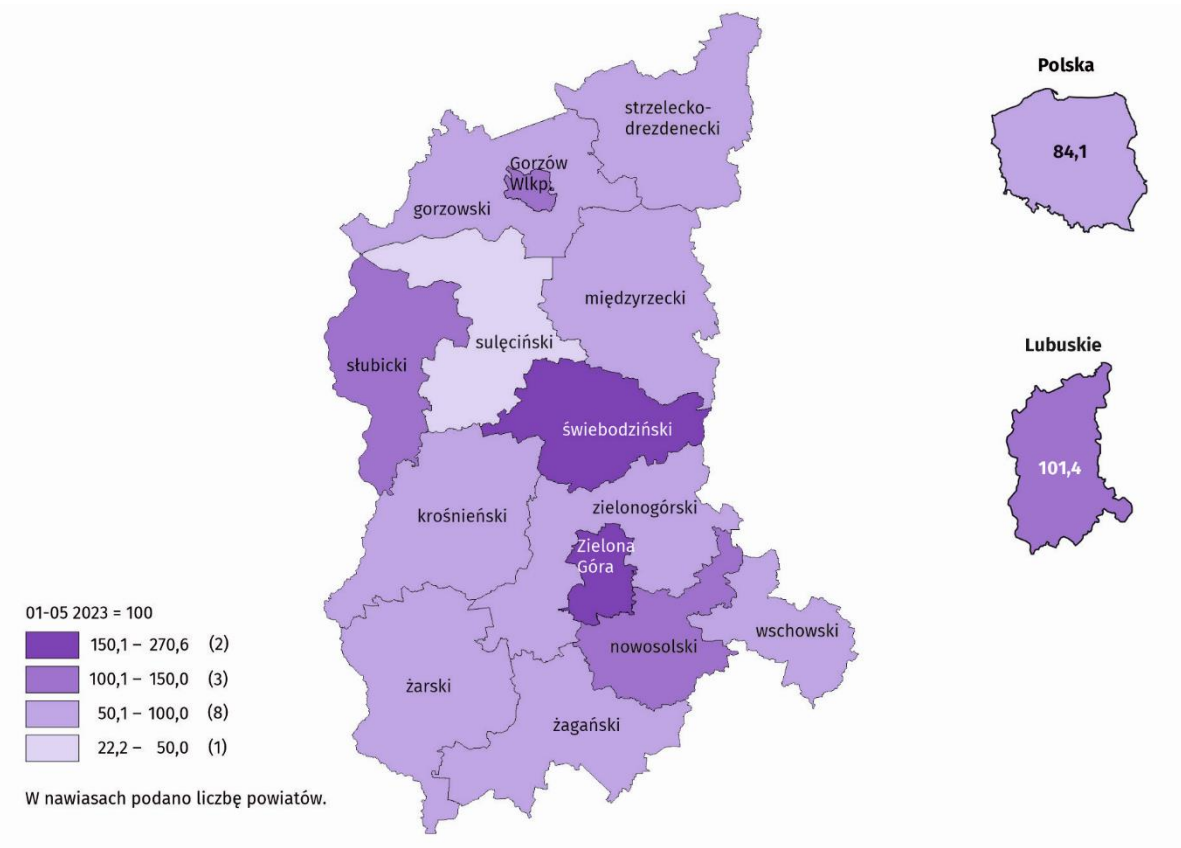 Polska
84,1
strzelecko-
drezdenecki
Gorzów
Wlkp.
gorzowski
międzyrzecki
sulęciński
słubicki
Lubuskie
101,4
świebodziński
zielonogórski
krośnieński
Zielona
Góra
wschowski
nowosolski
żarski
żagański
01-05 2023 = 100
150,1 – 270,6 (2)
100,1 – 150,0 (3)
50,1 – 100,0 (8)
22,2 – 50,0 (1)
W nawiasach podano liczbę powiatów.